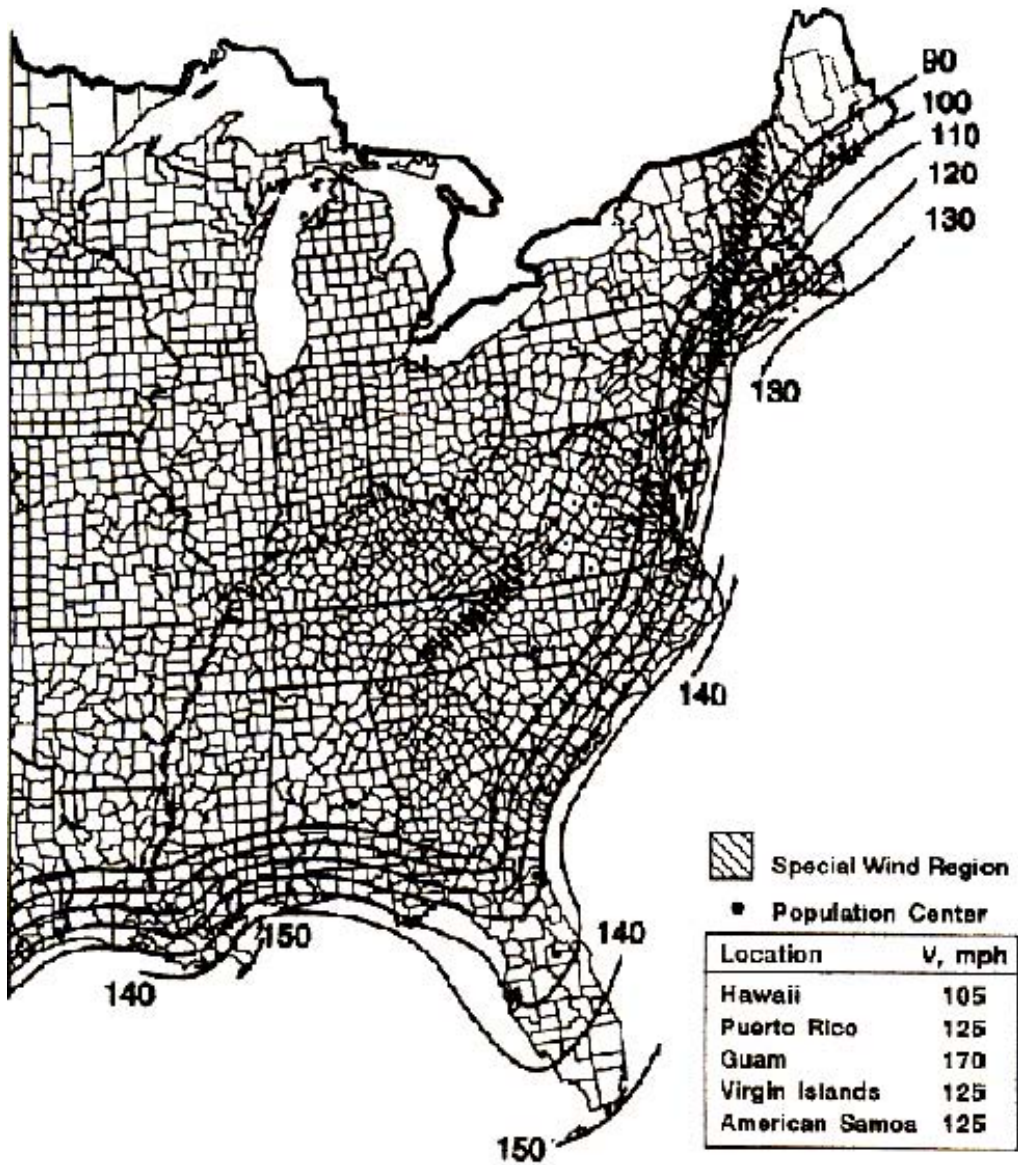 90
100
110
120
130
130
140
Special Wind Region
Population Center
150
140
140
Location V, mph
Hawaii 105
Puerto Rico 125
Guam 170
Virgin Islands 125
American Samoa 125
150